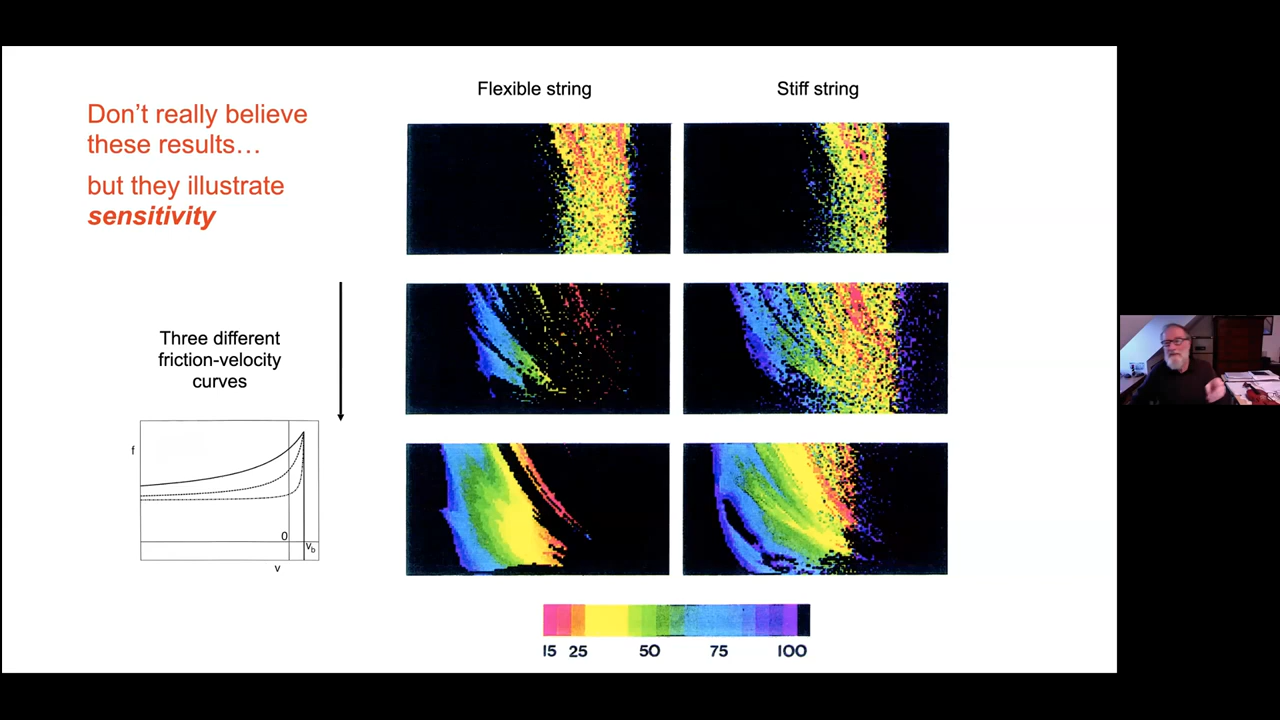 Don't really believe
these results…
but they illustrate
sensitivity
Flexible string
Stiff string
Three different
friction-velocity
curves
f
0
vb
v
15 25 50 75 100